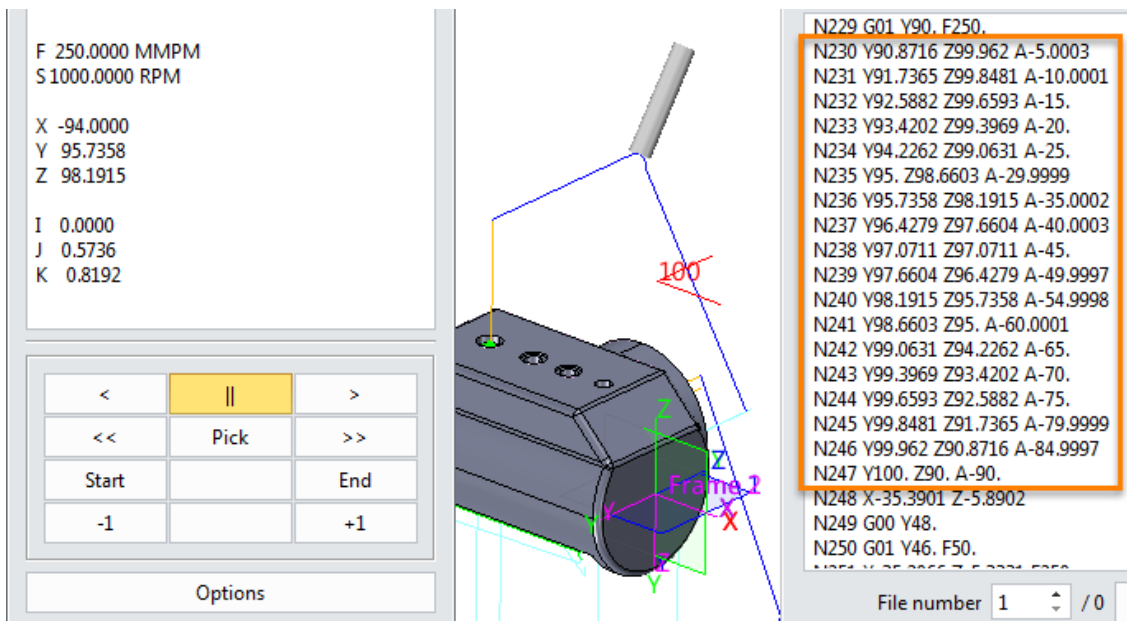 F 250.0000 MMPM
S 1000.0000 RPM
X -94.0000
Y 95.7358
Z 98.1915
I 0.0000
J 0.5736
K 0.8192
< || >
<< Pick >>
Start End
-1 +1
Options
100
Z
Z
Frame 2
1
Y
X
X
Y
Z
Y
N229 G01 Y90. F250.
N230 Y90.8716 Z99.962 A-5.0003
N231 Y91.7365 Z99.8481 A-10.0001
N232 Y92.5882 Z99.6593 A-15.
N233 Y93.4202 Z99.3969 A-20.
N234 Y94.2262 Z99.0631 A-25.
N235 Y95. Z98.6603 A-29.9999
N236 Y95.7358 Z98.1915 A-35.0002
N237 Y96.4279 Z97.6604 A-40.0003
N238 Y97.0711 Z97.0711 A-45.
N239 Y97.6604 Z96.4279 A-49.9997
N240 Y98.1915 Z95.7358 A-54.9998
N241 Y98.6603 Z95. A-60.0001
N242 Y99.0631 Z94.2262 A-65.
N243 Y99.3969 Z93.4202 A-70.
N244 Y99.6593 Z92.5882 A-75.
N245 Y99.8481 Z91.7365 A-79.9999
N246 Y99.962 Z90.8716 A-84.9997
N247 Y100. Z90. A-90.
N248 X-35.3901 Z-5.8902
N249 G00 Y48.
N250 G01 Y46. F50.
File number 1 / 0